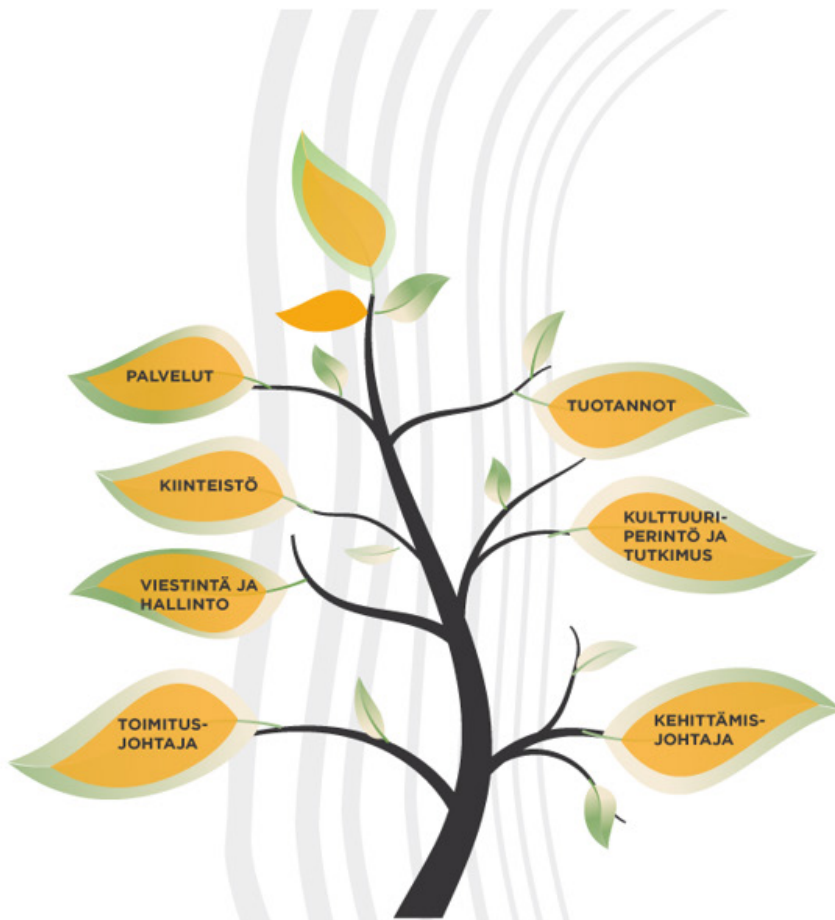 PALVELUT
TUOTANNOT
KIINTEISTÖ
KULTTUURI-
PERINTÖ JA
TUTKIMUS
VIESTINTÄ JA
HALLINTO
TOIMITUS-
JOHTAJA
KEHITTÄMIS-
JOHTAJA